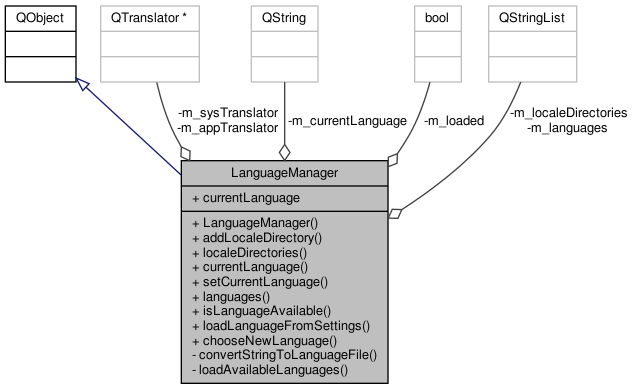 QObject
QTranslator *
QString
bool
QStringList
-m_sysTranslator
-m_appTranslator
-m_currentLanguage
-m_loaded
-m_localeDirectories
-m_languages
LanguageManager
+ currentLanguage
+ LanguageManager()
+ addLocaleDirectory()
+ localeDirectories()
+ currentLanguage()
+ setCurrentLanguage()
+ languages()
+ isLanguageAvailable()
+ loadLanguageFromSettings()
+ chooseNewLanguage()
- convertStringToLanguageFile()
- loadAvailableLanguages()